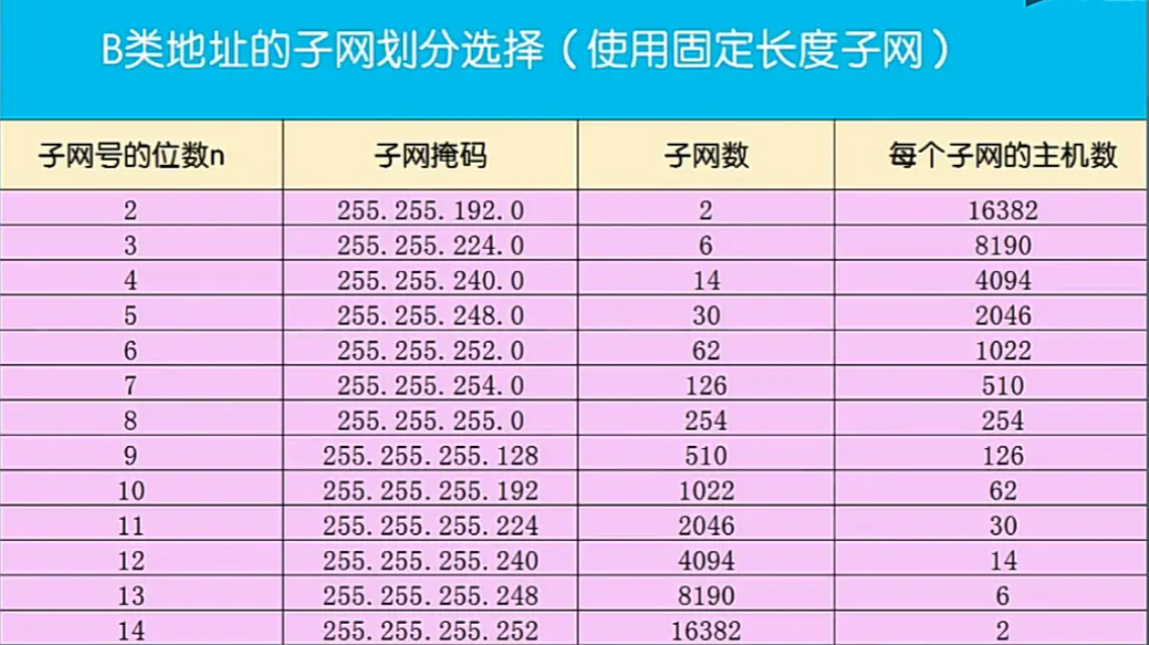 B类地址的子网划分选择（使用固定长度子网）
子网号的位数n 子网掩码 子网数 每个子网的主机数
2 255.255.192.0 2 16382
3 255.255.224.0 6 8190
4 255.255.240.0 14 4094
5 255.255.248.0 30 2046
6 255.255.252.0 62 1022
7 255.255.254.0 126 510
8 255.255.255.0 254 254
9 255.255.255.128 510 126
10 255.255.255.192 1022 62
11 255.255.255.224 2046 30
12 255.255.255.240 4094 14
13 255.255.255.248 8190 6
14 255.255.255.252 16382 2